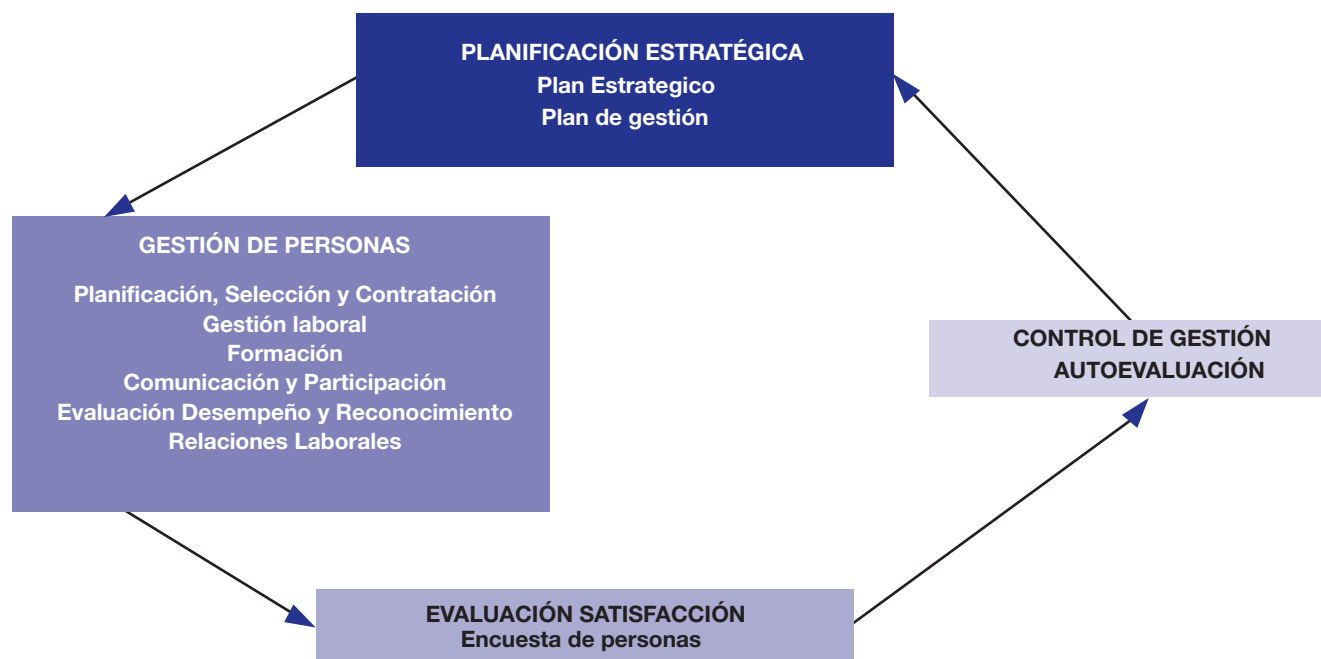 PLANIFICACIÓN ESTRATÉGICA
Plan Estrategico
Plan de gestión
GESTIÓN DE PERSONAS
Planificación, Selección y Contratación
Gestión laboral
Formación
Comunicación y Participación
Evaluación Desempeño y Reconocimiento
Relaciones Laborales
CONTROL DE GESTIÓN
AUTOEVALUACIÓN
EVALUACIÓN SATISFACCIÓN
Encuesta de personas